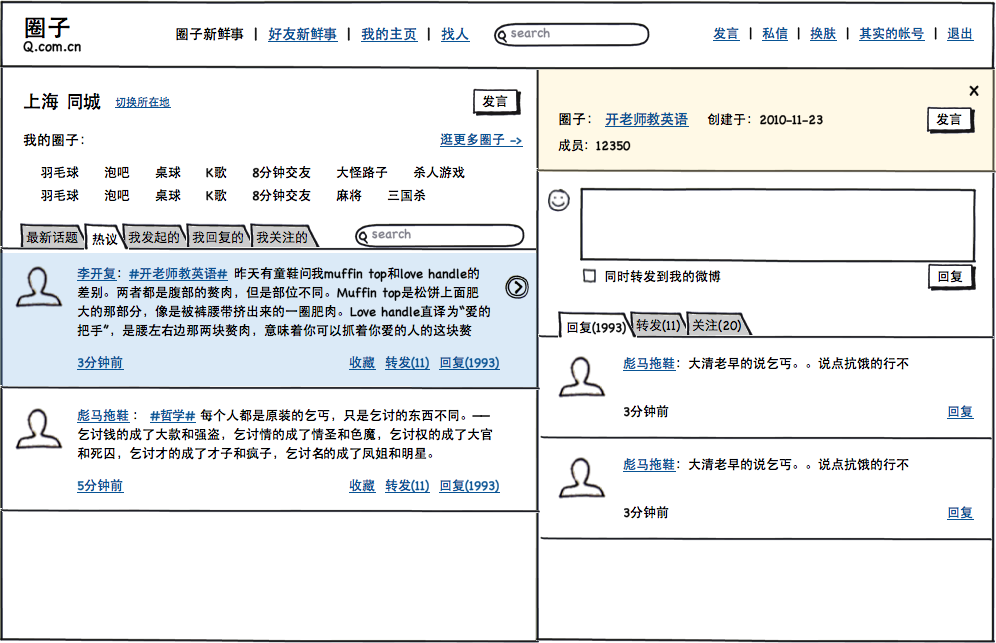 圈子
Q.com.cn
圈子新鲜事 | 好友新鲜事 | 我的主页 | 找人
search
发言 | 私信 | 换肤 | 其实的帐号 | 退出
上海 同城 切换所在地
发言
我的圈子：
逛更多圈子 ->
羽毛球 泡吧 桌球 K歌 8分钟交友 大怪路子 杀人游戏
羽毛球 泡吧 桌球 K歌 8分钟交友 麻将 三国杀
最新话题 热议 我发起的 我回复的 我关注的
search
李开复：#开老师教英语# 昨天有童鞋问我muffin top和love handle的
差别。两者都是腹部的赘肉，但是部位不同。Muffin top是松饼上面肥
大的那部分，像是被裤腰带挤出来的一圈肥肉。Love handle直译为“爱的
把手”，是腰左右边那两块赘肉，意味着你可以抓着你爱的人的这块赘
3分钟前
收藏 转发(11) 回复(1993)
彪马拖鞋： #哲学# 每个人都是原装的乞丐，只是乞讨的东西不同。——
乞讨钱的成了大款和强盗，乞讨情的成了情圣和色魔，乞讨权的成了大官
和死囚，乞讨才的成了才子和疯子，乞讨名的成了凤姐和明星。
5分钟前
收藏 转发(11) 回复(1993)
x
圈子： 开老师教英语 创建于：2010-11-23
发言
成员：12350
同时转发到我的微博
回复
回复(1993) 转发(11) 关注(20)
彪马拖鞋：大清老早的说乞丐。。说点抗饿的行不
3分钟前
回复
彪马拖鞋：大清老早的说乞丐。。说点抗饿的行不
3分钟前
回复